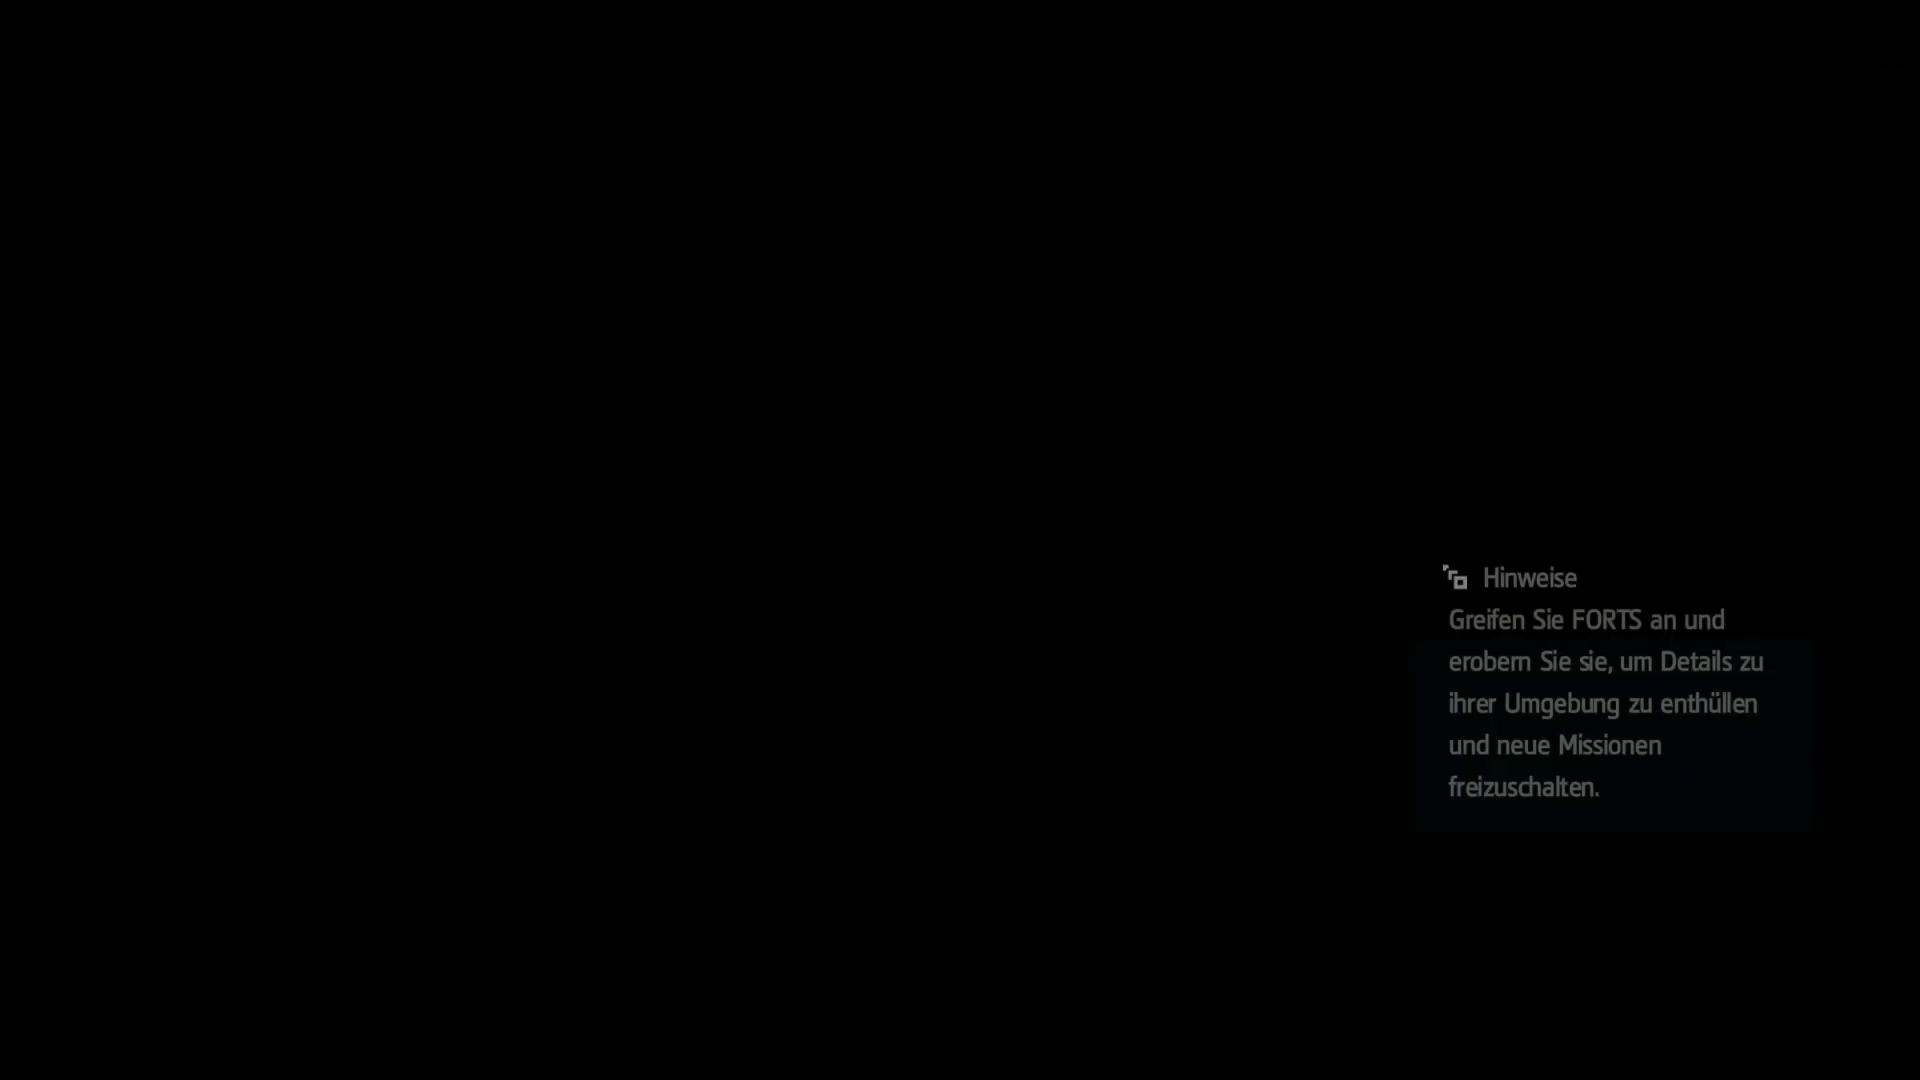 Hinweise
Greifen Sie FORTS an und
erobern Sie sie, um Details zu
ihrer Umgebung zu enthüllen
und neue Missionen
freizuschalten.